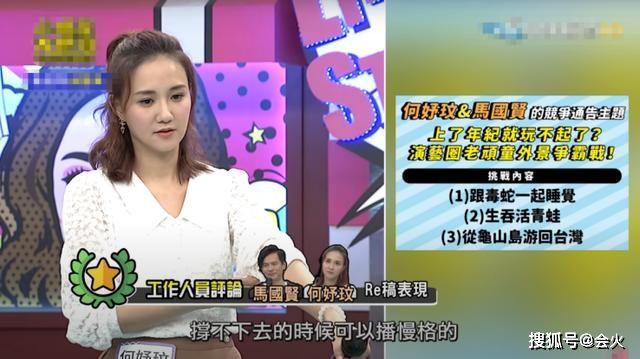 何妤玟&馬國賢的競爭通告主題
上了年紀就玩不起了?
演藝圈老頑童外景爭霸戰!
挑戰內容
(1)跟毒蛇一起睡覺
(2)生吞活青蛙
(3)從龜山島游回台灣
工作人員評論
馬國賢 何妤玟 Re稿表現
撐不下去的時候可以播慢格的
何妤玟
搜狐号@会火